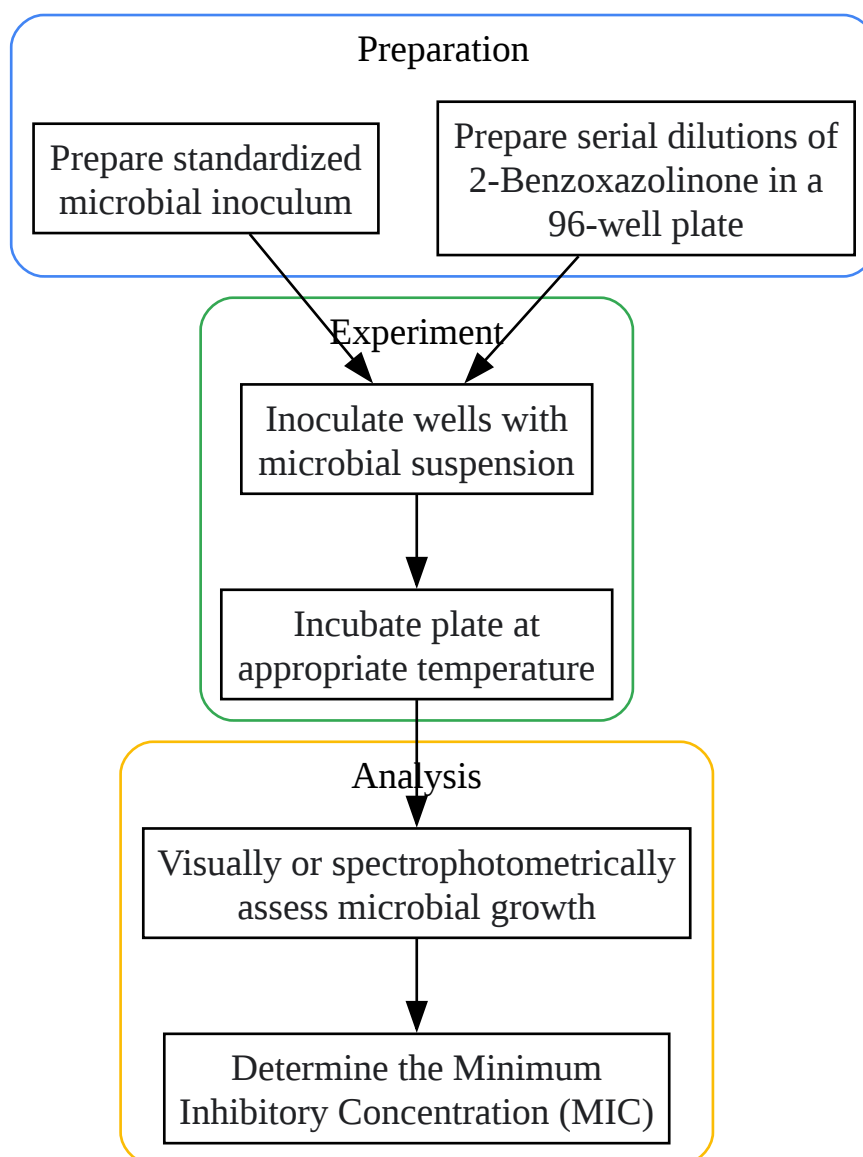 Preparation
Prepare standardized
microbial inoculum
Prepare serial dilutions of
2-Benzoxazolinone in a
96-well plate
Experiment
Inoculate wells with
microbial suspension
Incubate plate at
appropriate temperature
Analysis
Visually or spectrophotometrically
assess microbial growth
Determine the Minimum
Inhibitory Concentration (MIC)